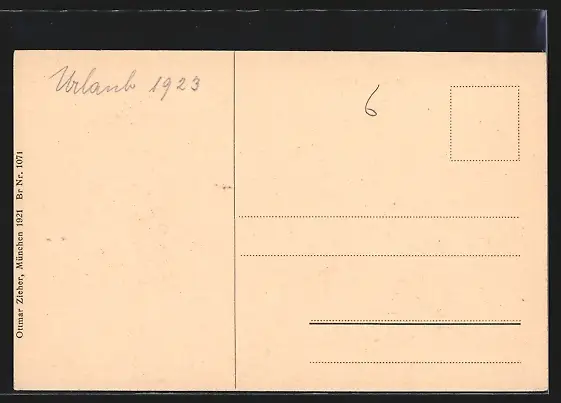 Urlaub 1923
6
Ottmar Zieher, München 1921 Br Nr. 1071